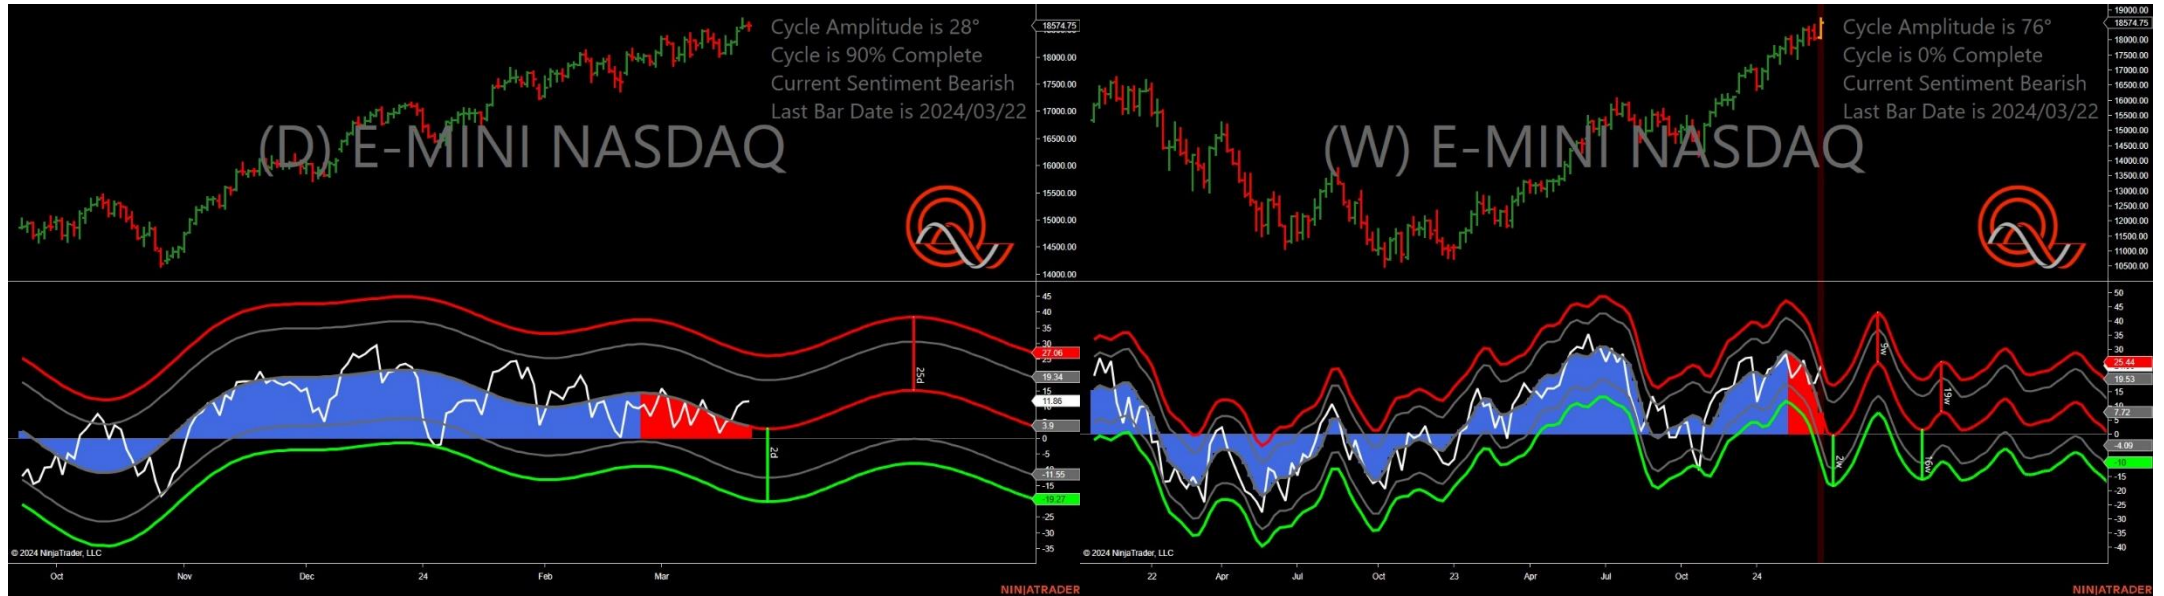 Cycle Amplitude is 28°
Cycle is 90% Complete
Current Sentiment Bearish
Last Bar Date is 2024/03/22
(D) E-MINI NASDAQ
18574.75
18000.00
17500.00
17000.00
16500.00
16000.00
15500.00
15000.00
14500.00
14000.00
45
40
35
30
27.06
25
19.34
15
11.86
3.9
0
-5
-11.55
-15
-19.27
-25
-30
-35
25d
2d
© 2024 NinjaTrader, LLC
Oct
Nov
Dec
24
Feb
Mar
NINJATRADER
Cycle Amplitude is 76°
Cycle is 0% Complete
Current Sentiment Bearish
Last Bar Date is 2024/03/22
(W) E-MINI NASDAQ
19000.00
18574.75
18000.00
17500.00
17000.00
16500.00
16000.00
15500.00
15000.00
14500.00
14000.00
13500.00
13000.00
12500.00
12000.00
11500.00
11000.00
10500.00
50
45
40
35
30
25.44
19.53
15
7.72
5
0
-4.09
-10
-15
-20
-25
-30
-35
-40
9w
19w
2w
16w
© 2024 NinjaTrader, LLC
22
Apr
Jul
Oct
23
Apr
Jul
Oct
24
NINJATRADER